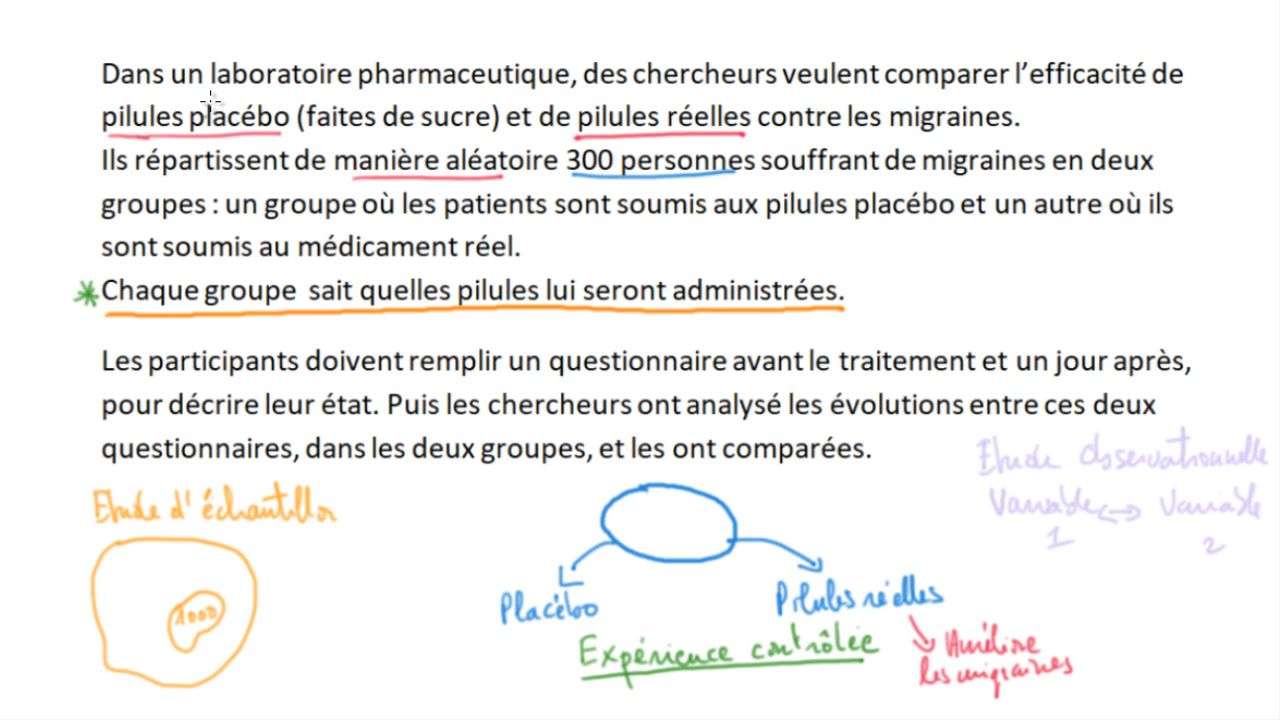 Dans un laboratoire pharmaceutique, des chercheurs veulent comparer l'efficacité de
pilules placébo (faites de sucre) et de pilules réelles contre les migraines.
Ils répartissent de manière aléatoire 300 personnes souffrant de migraines en deux
groupes : un groupe où les patients sont soumis aux pilules placébo et un autre où ils
sont soumis au médicament réel.
* Chaque groupe sait quelles pilules lui seront administrées.
Les participants doivent remplir un questionnaire avant le traitement et un jour après,
pour décrire leur état. Puis les chercheurs ont analysé les évolutions entre ces deux
questionnaires, dans les deux groupes, et les ont comparées.
Etude observationnelle
Variable ↔ Variable
1 2
Etude d'échantillon
1000
Placébo
Pilules réelles
Expérience contrôlée
Améliore
les migraines